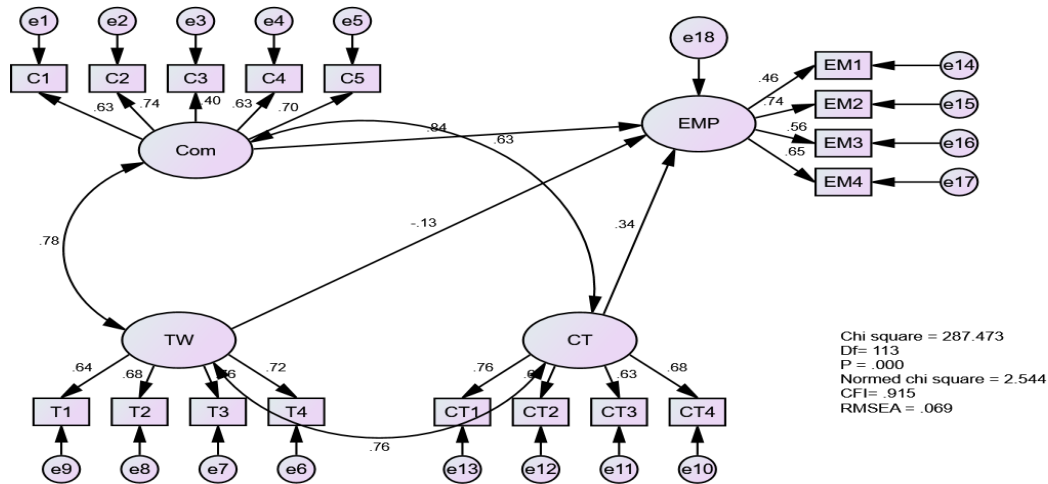 e1 e2 e3 e4 e5
C1 C2 C3 C4 C5
.63 .74 .40 .63 .70
Com
e18
EMP
.46 .74 .56 .65
EM1 e14
EM2 e15
EM3 e16
EM4 e17
.84
.63
.78
-.13
.34
TW
CT
.64 .68 .72
.76 .63 .68
T1 T2 T3 T4
CT1 CT2 CT3 CT4
.76
e9 e8 e7 e6
e13 e12 e11 e10
Chi square = 287.473
Df= 113
P = .000
Normed chi square = 2.544
CFI= .915
RMSEA = .069